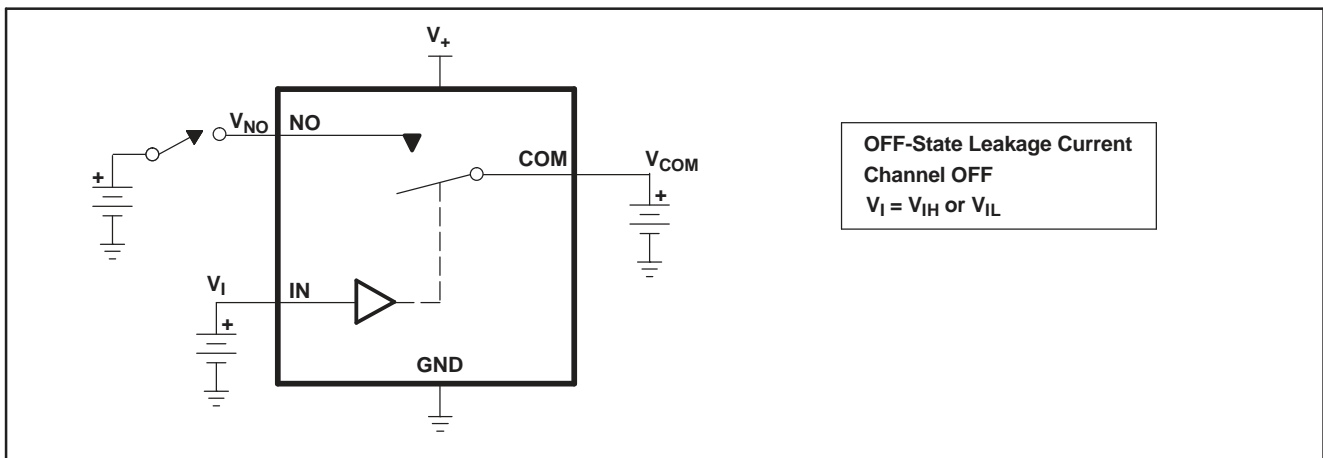 V+
VNO NO
+
COM VCOM
+
VI IN
+
GND
OFF-State Leakage Current
Channel OFF
VI = VIH or VIL